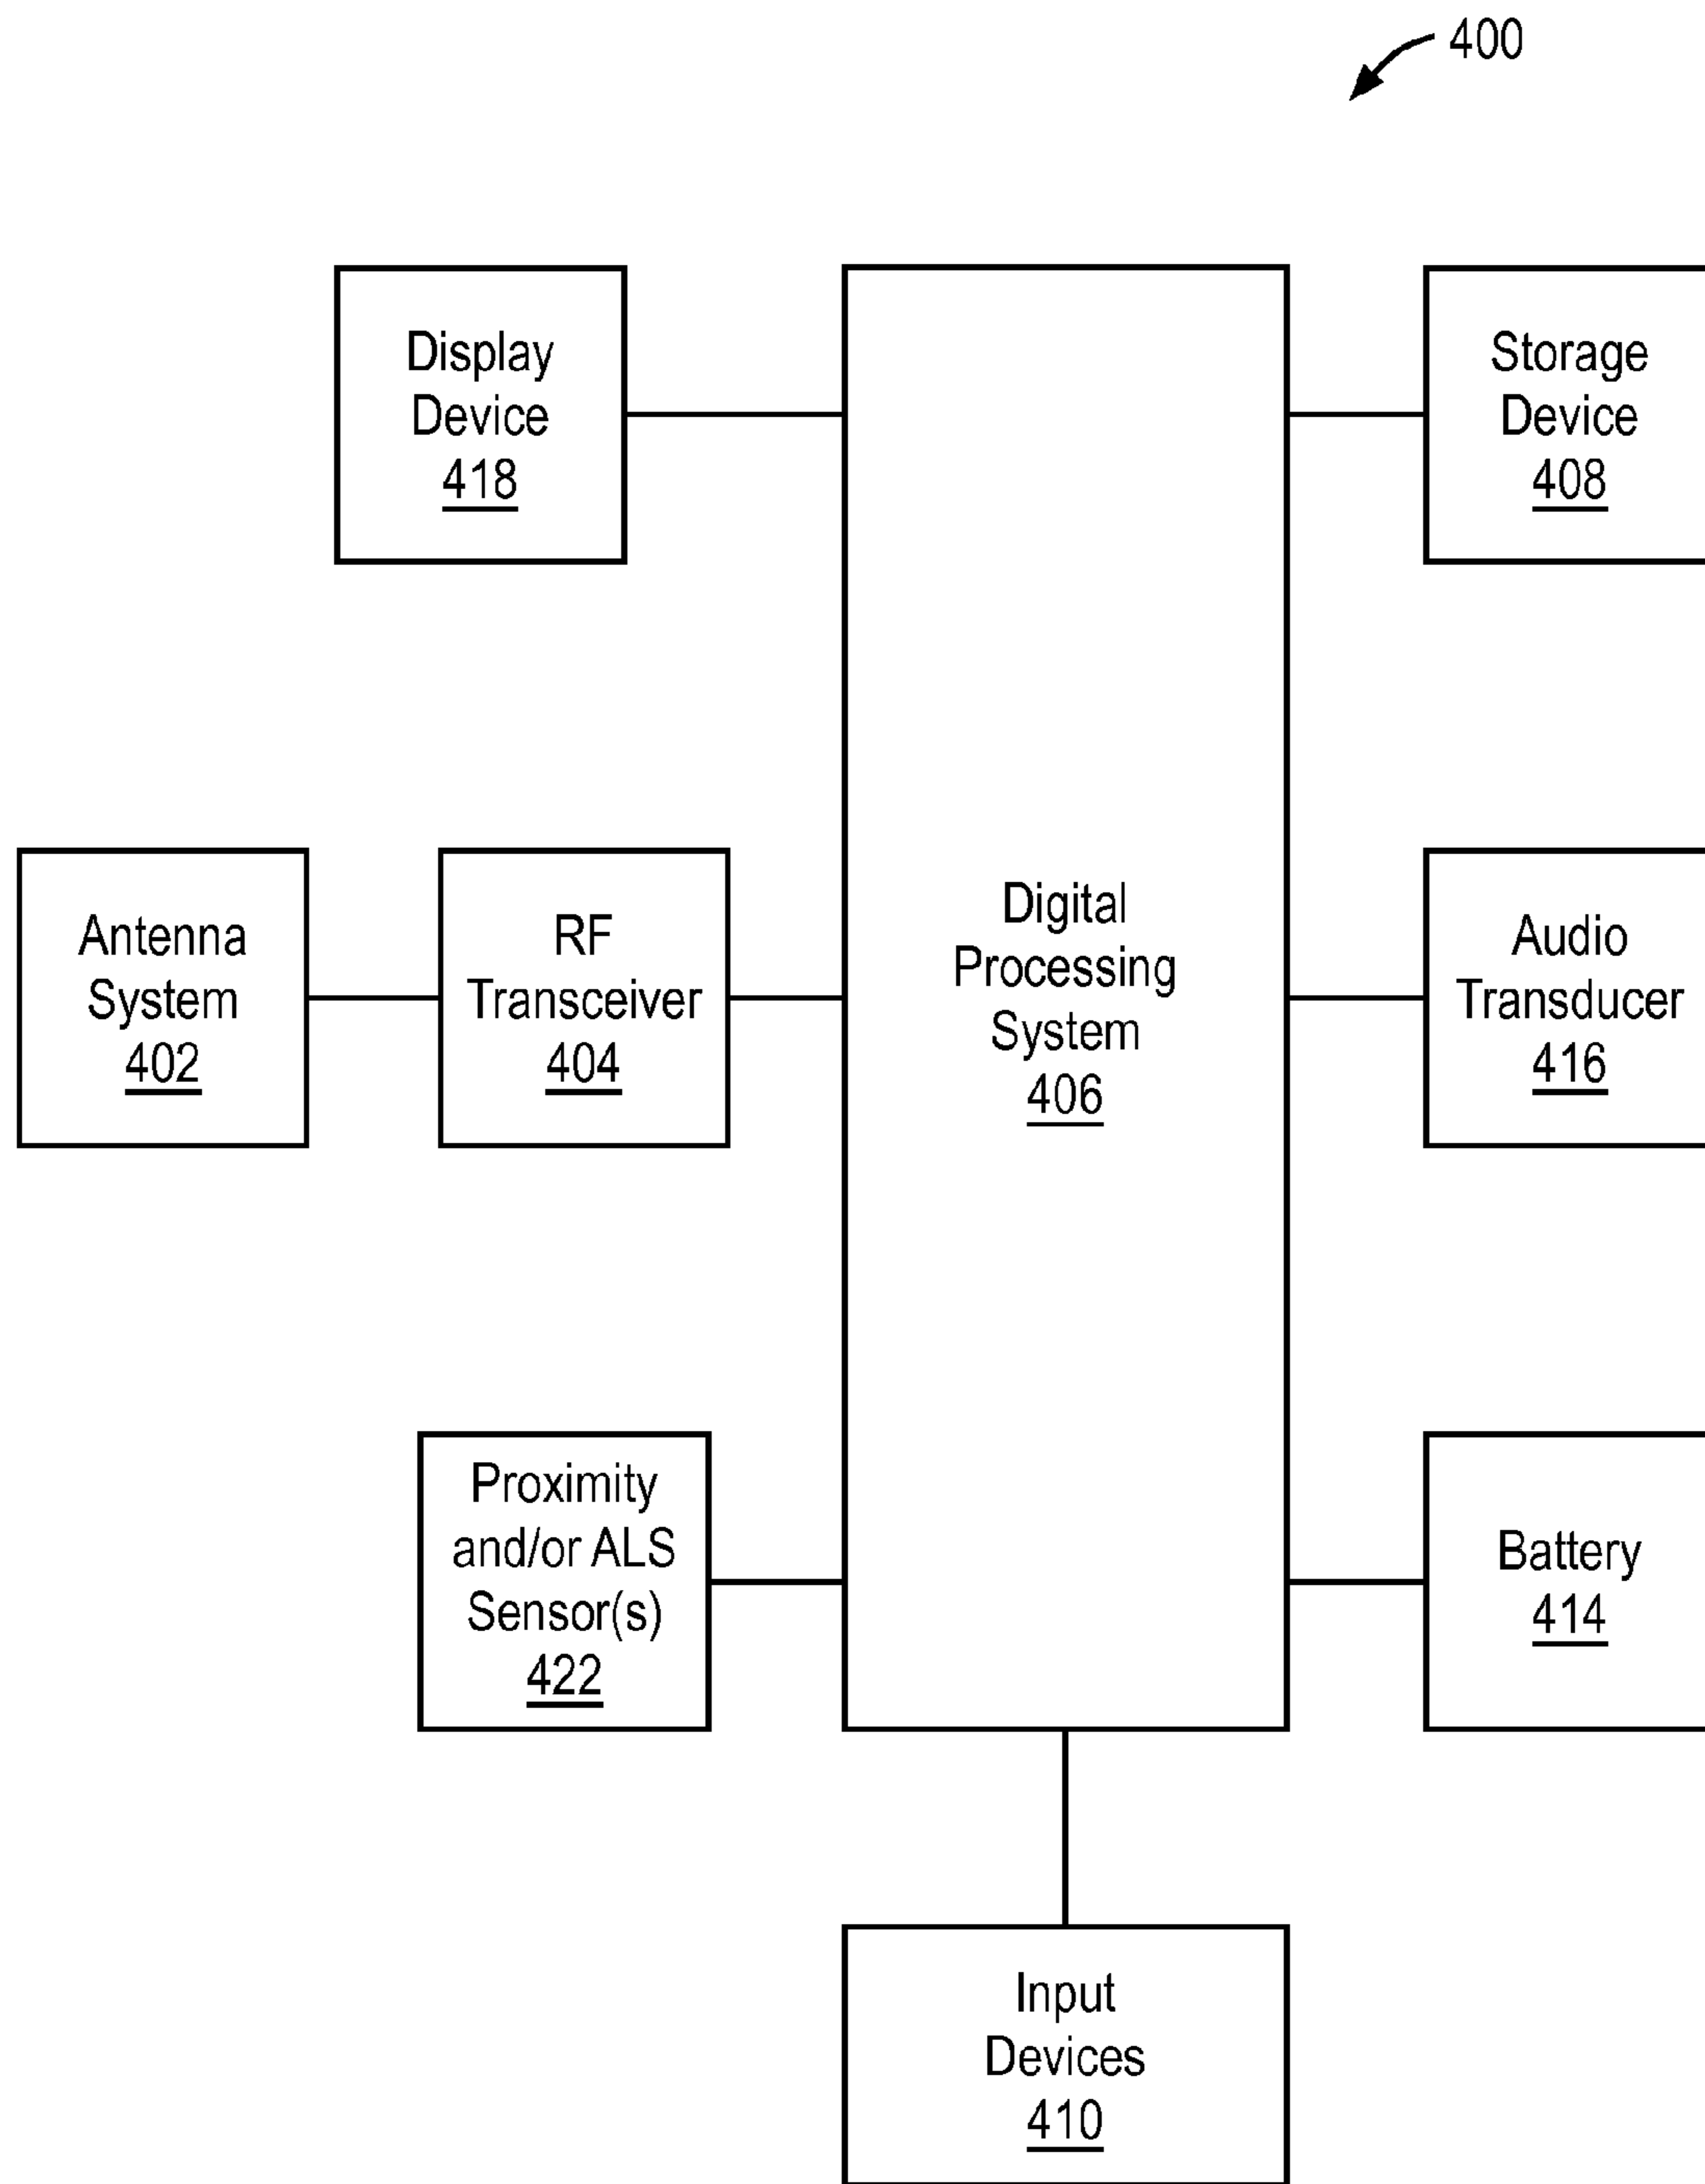 400
Display
Device
418
Storage
Device
408
Antenna
System
402
RF
Transceiver
404
Digital
Processing
System
406
Audio
Transducer
416
Proximity
and/or ALS
Sensor(s)
422
Battery
414
Input
Devices
410